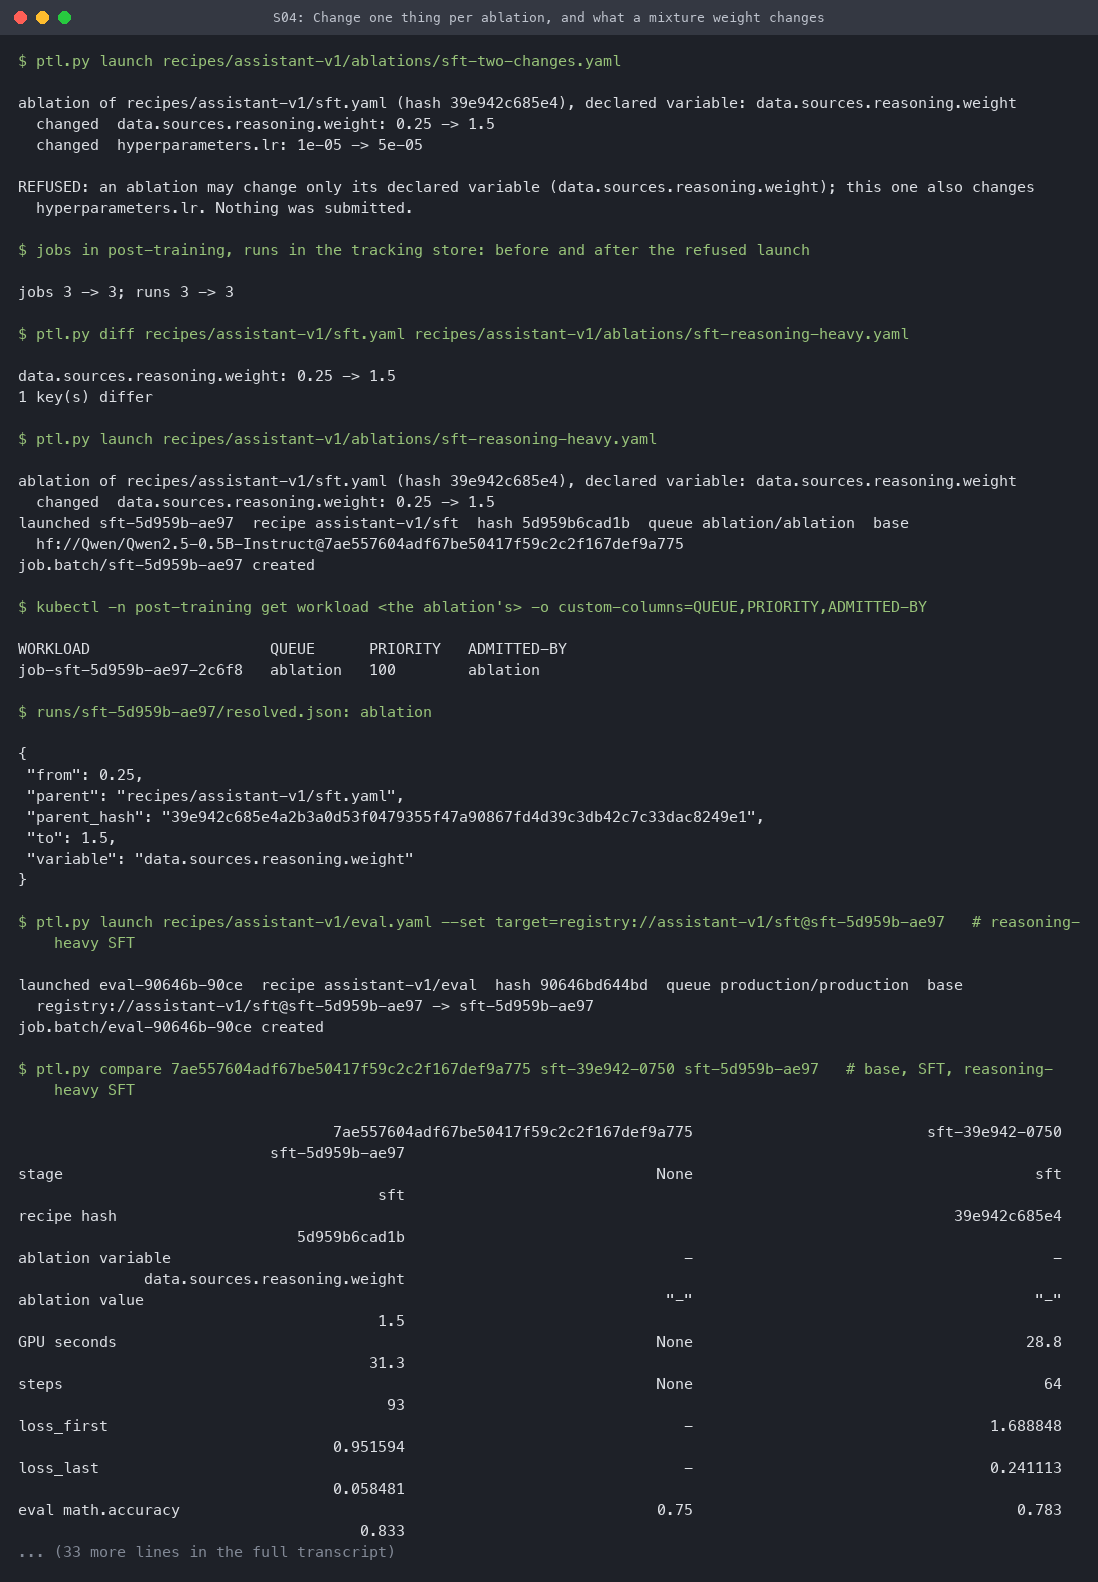 S04: Change one thing per ablation, and what a mixture weight changes
$ ptl.py launch recipes/assistant-v1/ablations/sft-two-changes.yaml
ablation of recipes/assistant-v1/sft.yaml (hash 39e942c685e4), declared variable: data.sources.reasoning.weight
  changed  data.sources.reasoning.weight: 0.25 -> 1.5
  changed  hyperparameters.lr: 1e-05 -> 5e-05
REFUSED: an ablation may change only its declared variable (data.sources.reasoning.weight); this one also changes
  hyperparameters.lr. Nothing was submitted.
$ jobs in post-training, runs in the tracking store: before and after the refused launch
jobs 3 -> 3; runs 3 -> 3
$ ptl.py diff recipes/assistant-v1/sft.yaml recipes/assistant-v1/ablations/sft-reasoning-heavy.yaml
data.sources.reasoning.weight: 0.25 -> 1.5
1 key(s) differ
$ ptl.py launch recipes/assistant-v1/ablations/sft-reasoning-heavy.yaml
ablation of recipes/assistant-v1/sft.yaml (hash 39e942c685e4), declared variable: data.sources.reasoning.weight
  changed  data.sources.reasoning.weight: 0.25 -> 1.5
launched sft-5d959b-ae97  recipe assistant-v1/sft  hash 5d959b6cad1b  queue ablation/ablation  base
  hf://Qwen/Qwen2.5-0.5B-Instruct@7ae557604adf67be50417f59c2c2f167def9a775
job.batch/sft-5d959b-ae97 created
$ kubectl -n post-training get workload <the ablation's> -o custom-columns=QUEUE,PRIORITY,ADMITTED-BY
WORKLOAD                    QUEUE      PRIORITY   ADMITTED-BY
job-sft-5d959b-ae97-2c6f8   ablation   100        ablation
$ runs/sft-5d959b-ae97/resolved.json: ablation
{
 "from": 0.25,
 "parent": "recipes/assistant-v1/sft.yaml",
 "parent_hash": "39e942c685e4a2b3a0d53f0479355f47a90867fd4d39c3db42c7c33dac8249e1",
 "to": 1.5,
 "variable": "data.sources.reasoning.weight"
}
$ ptl.py launch recipes/assistant-v1/eval.yaml --set target=registry://assistant-v1/sft@sft-5d959b-ae97   # reasoning-
    heavy SFT
launched eval-90646b-90ce  recipe assistant-v1/eval  hash 90646bd644bd  queue production/production  base
  registry://assistant-v1/sft@sft-5d959b-ae97 -> sft-5d959b-ae97
job.batch/eval-90646b-90ce created
$ ptl.py compare 7ae557604adf67be50417f59c2c2f167def9a775 sft-39e942-0750 sft-5d959b-ae97   # base, SFT, reasoning-
    heavy SFT
7ae557604adf67be50417f59c2c2f167def9a775   sft-39e942-0750
sft-5d959b-ae97
stage   None   sft
sft
recipe hash   39e942c685e4
5d959b6cad1b
ablation variable   -   -
data.sources.reasoning.weight
ablation value   "-"   "-"
1.5
GPU seconds   None   28.8
31.3
steps   None   64
93
loss_first   -   1.688848
0.951594
loss_last   -   0.241113
0.058481
eval math.accuracy   0.75   0.783
0.833
... (33 more lines in the full transcript)